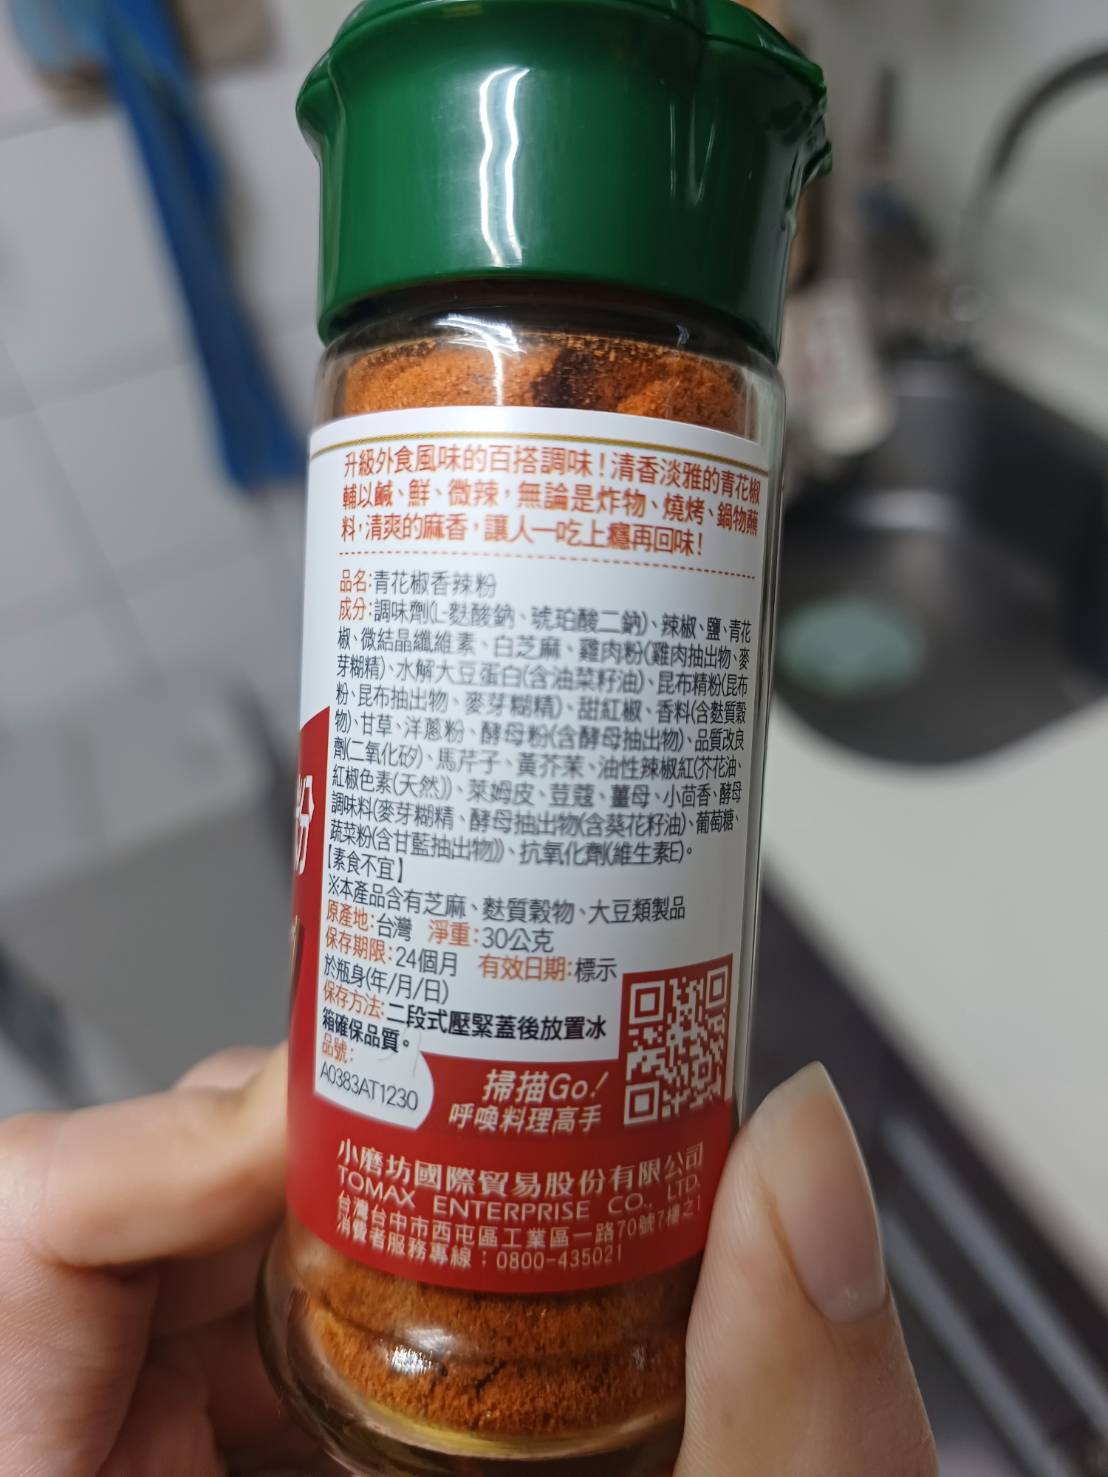 升級外食風味的百搭調味！清香淡雅的青花椒
輔以鹹、鮮、微辣，無論是炸物、燒烤、鍋物蘸
料，清爽的麻香，讓人一吃上癮再回味！
品名：青花椒香辣粉
成分：調味劑(L-麩酸鈉、琥珀酸二鈉)、辣椒、鹽、青花
椒、微結晶纖維素、白芝麻、雞肉粉(雞肉抽出物、麥
芽糊精)、水解大豆蛋白(含油菜籽油)、昆布精粉(昆布
粉、昆布抽出物、麥芽糊精)、甜紅椒、香料(含麩質穀
物)、甘草、洋蔥粉、酵母粉(含酵母抽出物)、品質改良
劑(二氧化矽)、馬芹子、黃芥茉、油性辣椒紅(芥花油、
紅椒色素(天然))、萊姆皮、荳蔻、薑母、小茴香、酵母
調味料(麥芽糊精、酵母抽出物(含葵花籽油)、葡萄糖、
蔬菜粉(含甘藍抽出物))、抗氧化劑(維生素E)。
【素食不宜】
※本產品含有芝麻、麩質穀物、大豆類製品
原產地：台灣 淨重：30公克
保存期限：24個月 有效日期：標示
於瓶身(年/月/日)
保存方法：二段式壓緊蓋後放置冰
箱確保品質。
品號：
A0383AT1230
掃描Go！
呼喚料理高手
粉
小磨坊國際貿易股份有限公司
TOMAX ENTERPRISE CO., LTD.
台灣台中市西屯區工業區一路70號7樓之1
消費者服務專線：0800-435021